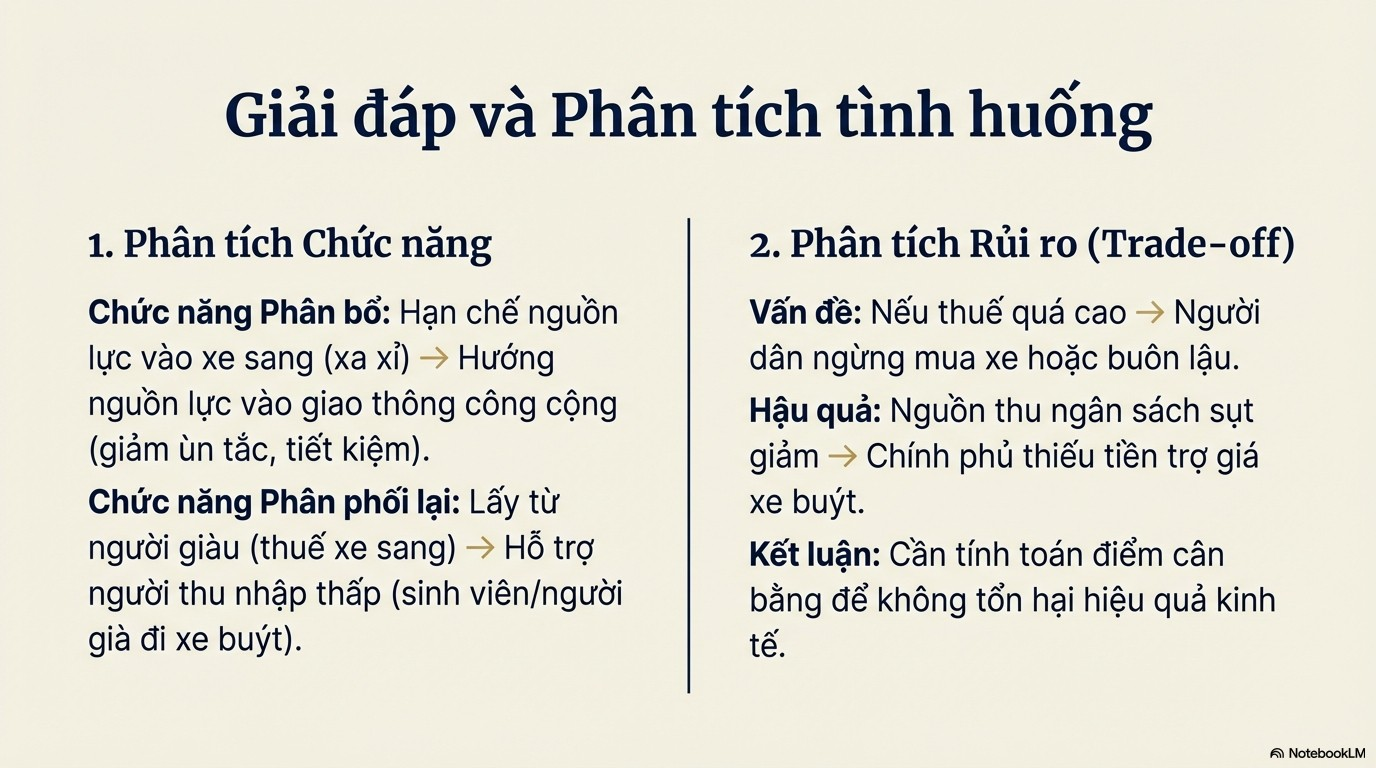 Giải đáp và Phân tích tình huống
1. Phân tích Chức năng
Chức năng Phân bổ: Hạn chế nguồn
lực vào xe sang (xa xỉ) → Hướng
nguồn lực vào giao thông công cộng
(giảm ùn tắc, tiết kiệm).
Chức năng Phân phối lại: Lấy từ
người giàu (thuế xe sang) → Hỗ trợ
người thu nhập thấp (sinh viên/người
già đi xe buýt).
2. Phân tích Rủi ro (Trade-off)
Vấn đề: Nếu thuế quá cao → Người
dân ngừng mua xe hoặc buôn lậu.
Hậu quả: Nguồn thu ngân sách sụt
giảm → Chính phủ thiếu tiền trợ giá
xe buýt.
Kết luận: Cần tính toán điểm cân
bằng để không tổn hại hiệu quả kinh
tế.
NotebookLM